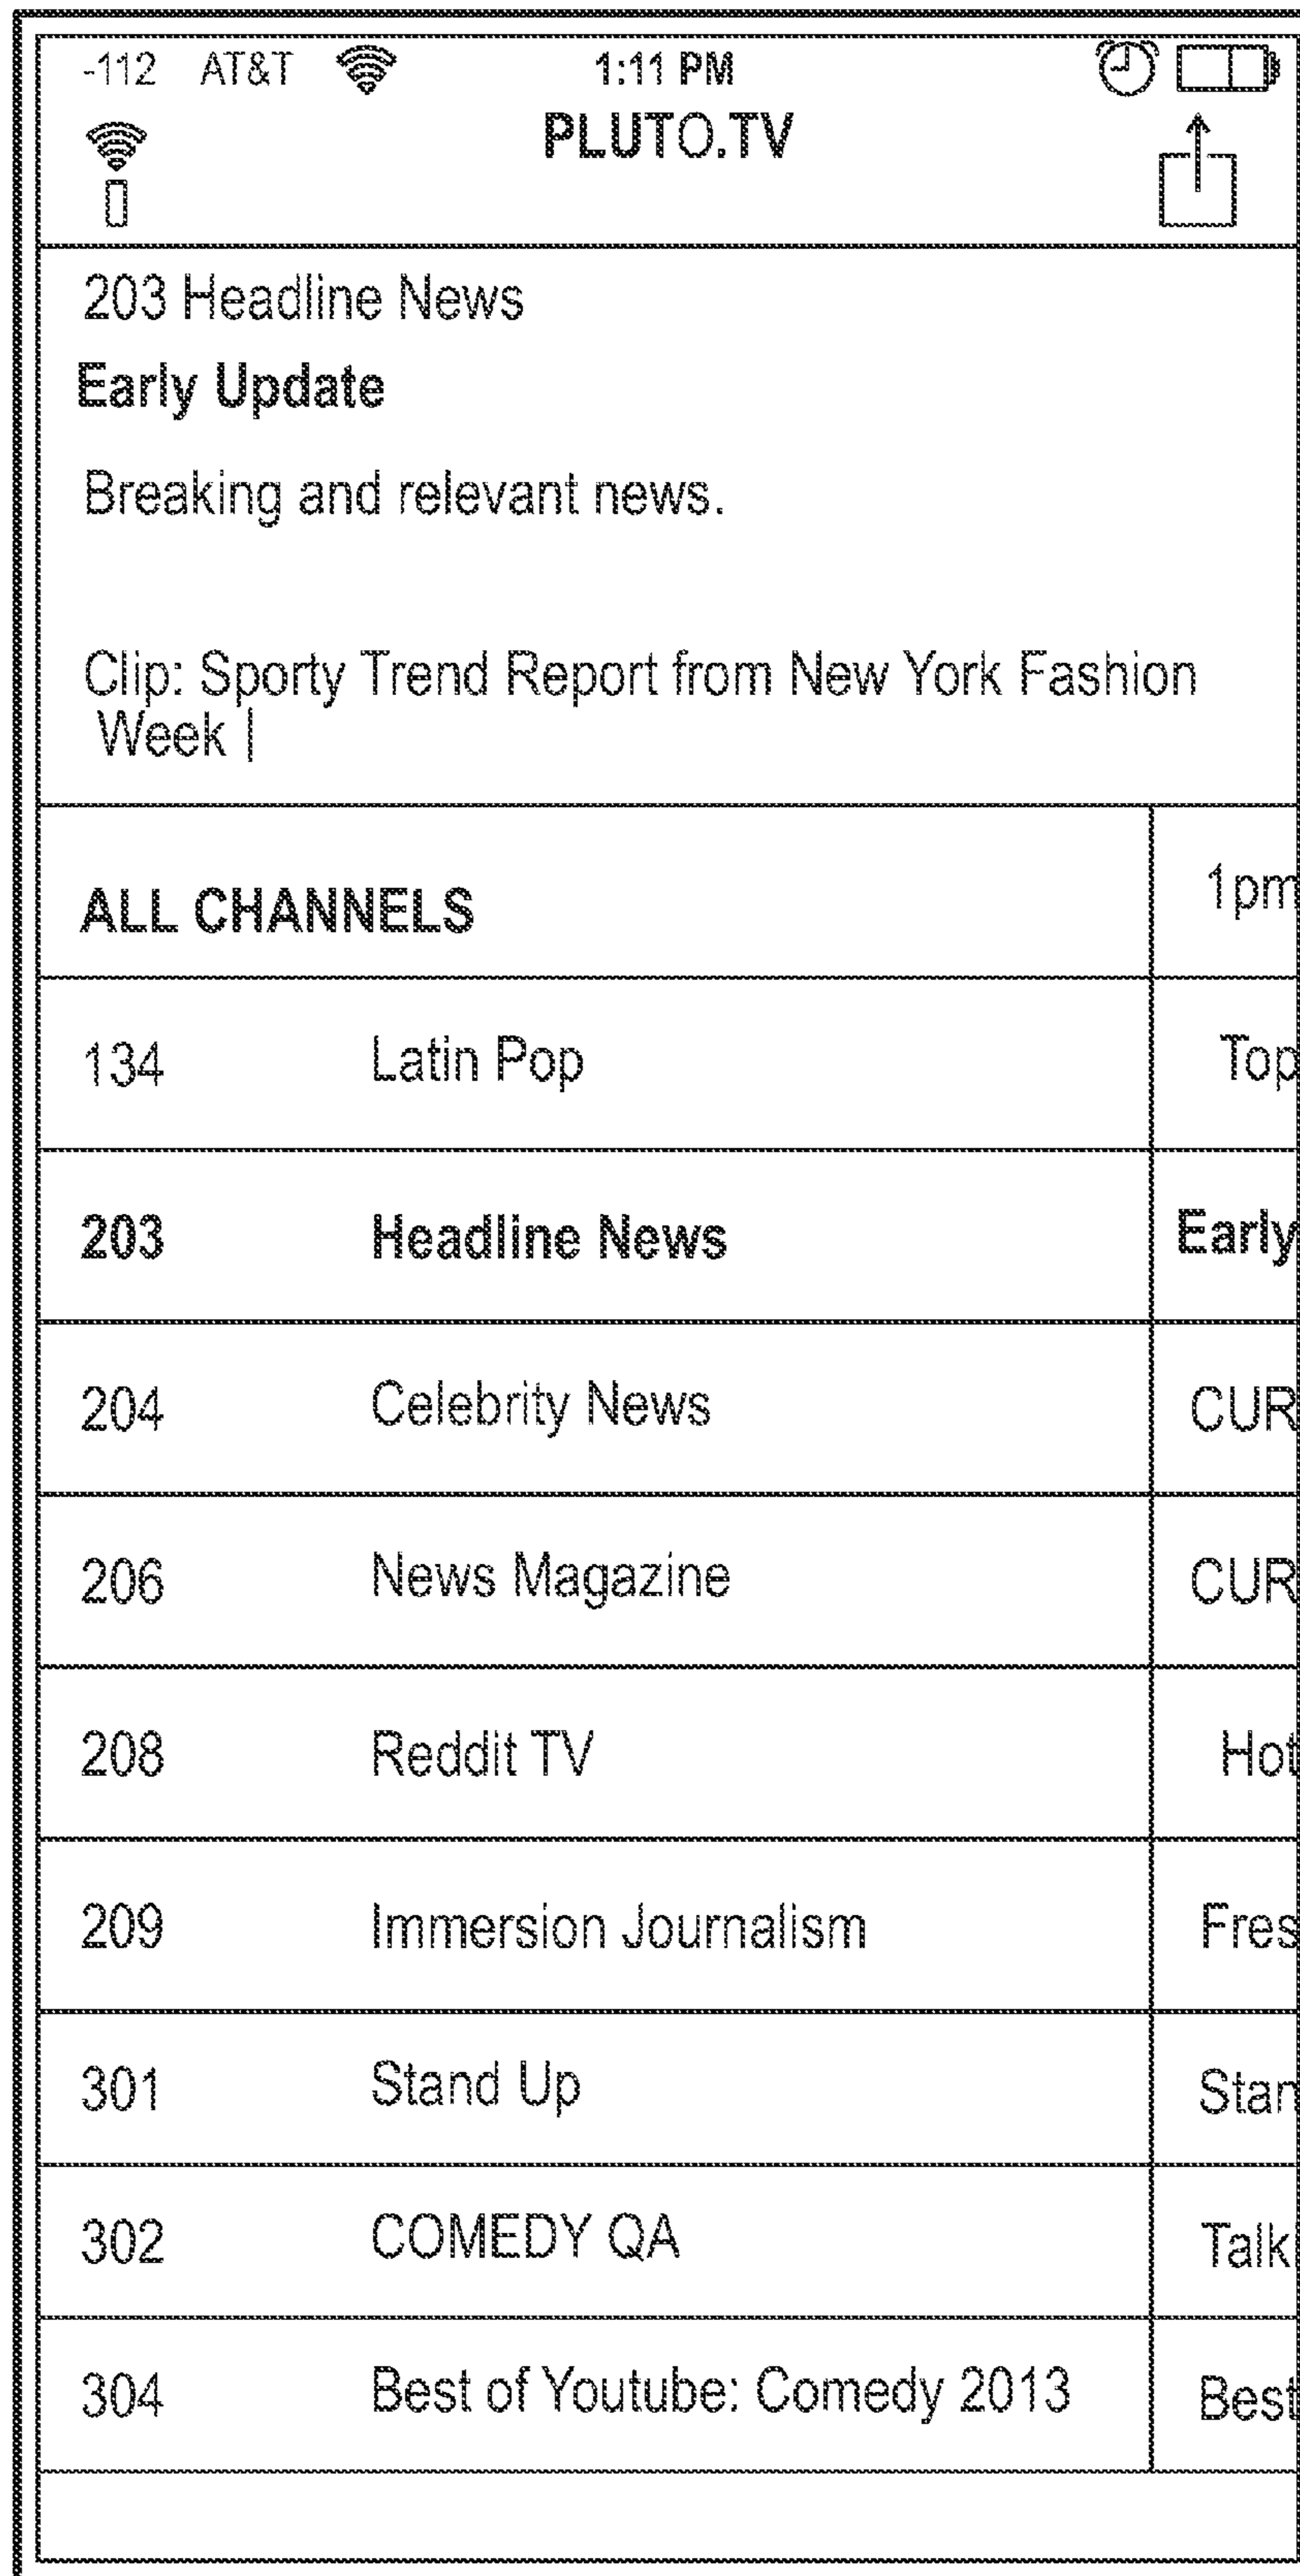 -112 AT&T 1:11 PM
PLUTO.TV
203 Headline News
Early Update
Breaking and relevant news.
Clip: Sporty Trend Report from New York Fashion
Week |
ALL CHANNELS 1pm
134 Latin Pop Top
203 Headline News Early
204 Celebrity News CUR
206 News Magazine CUR
208 Reddit TV Hot
209 Immersion Journalism Fres
301 Stand Up Stan
302 COMEDY QA Talk
304 Best of Youtube: Comedy 2013 Best